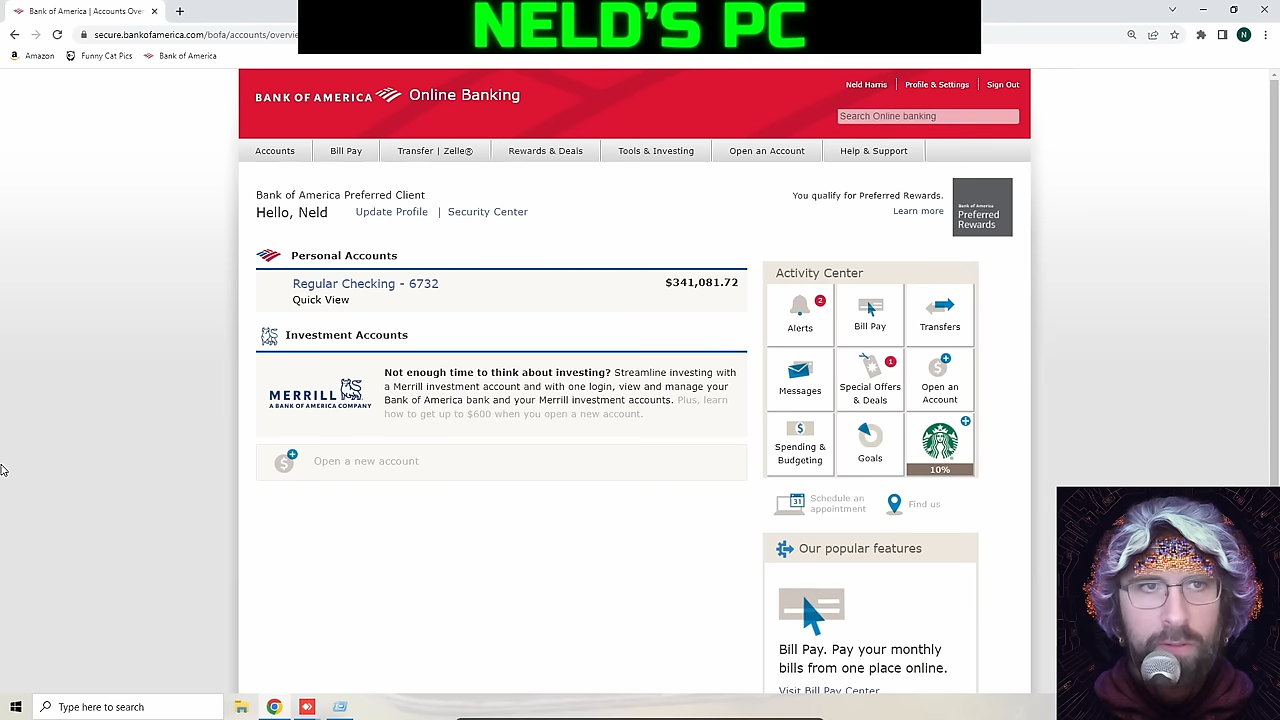 NELD'S PC
Bank of America | Accounts Over
secure.bankofamerica.com/bofa/accounts/overvi
N
Amazon
Funny Cat Pics
Bank of America
BANK OF AMERICA
Online Banking
Neld Harris
Profile & Settings
Sign Out
Search Online banking
Accounts
Bill Pay
Transfer | Zelle®
Rewards & Deals
Tools & Investing
Open an Account
Help & Support
Bank of America Preferred Client
Hello, Neld
Update Profile | Security Center
You qualify for Preferred Rewards.
Learn more
Bank of America
Preferred
Rewards
Personal Accounts
Regular Checking - 6732
$341,081.72
Quick View
Investment Accounts
MERRILL
A BANK OF AMERICA COMPANY
Not enough time to think about investing? Streamline investing with
a Merrill investment account and with one login, view and manage your
Bank of America bank and your Merrill investment accounts. Plus, learn
how to get up to $600 when you open a new account.
Open a new account
Activity Center
2
Alerts
Bill Pay
Transfers
Messages
1
Special Offers
& Deals
Open an
Account
Spending &
Budgeting
Goals
10%
31
Schedule an
appointment
Find us
Our popular features
Bill Pay. Pay your monthly
bills from one place online.
Visit Bill Pay Center
Type here to search